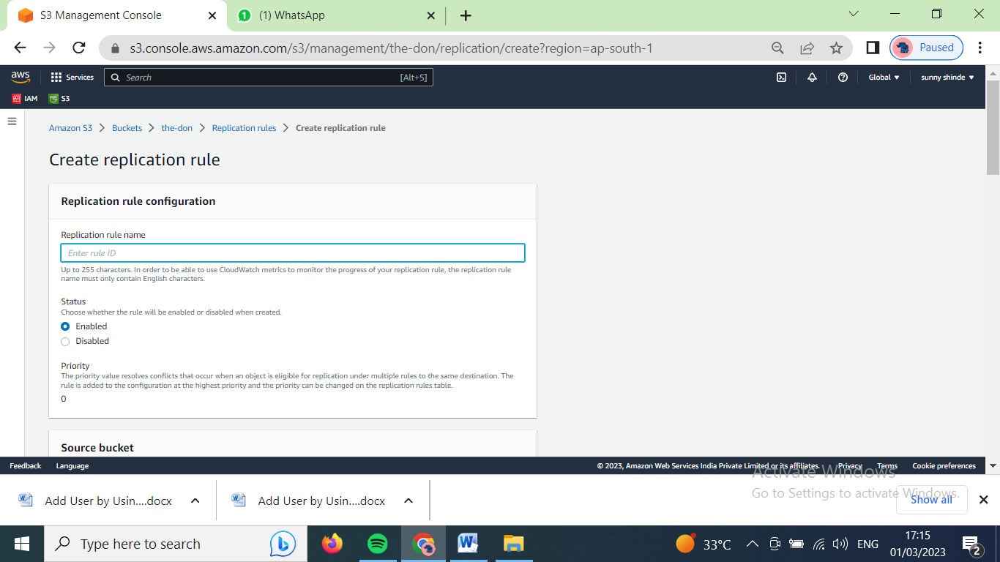 S3 Management Console
(1) WhatsApp
s3.console.aws.amazon.com/s3/management/the-don/replication/create?region=ap-south-1
Paused
aws
Services
Search
[Alt+S]
Global
sunny shinde
IAM
S3
Amazon S3 > Buckets > the-don > Replication rules > Create replication rule
Create replication rule
Replication rule configuration
Replication rule name
Enter rule ID
Up to 255 characters. In order to be able to use CloudWatch metrics to monitor the progress of your replication rule, the replication rule
name must only contain English characters.
Status
Choose whether the rule will be enabled or disabled when created.
Enabled
Disabled
Priority
The priority value resolves conflicts that occur when an object is eligible for replication under multiple rules to the same destination. The
rule is added to the configuration at the highest priority and the priority can be changed on the replication rules table.
0
Source bucket
Feedback
Language
© 2023, Amazon Web Services India Private Limited or its affiliates.
Privacy
Terms
Cookie preferences
Activate Windows
Go to Settings to activate Windows.
Add User by Usin....docx
Add User by Usin....docx
Show all
Type here to search
33°C
ENG
17:15
01/03/2023
2